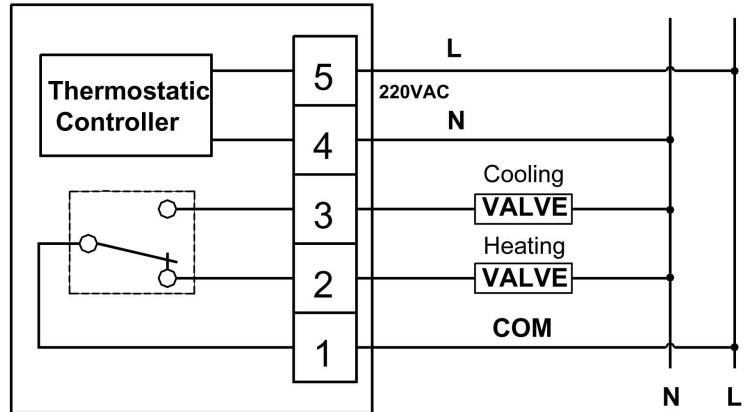 Thermostatic
Controller
5
4
3
2
1
L
220VAC
N
Cooling
VALVE
Heating
VALVE
COM
N L